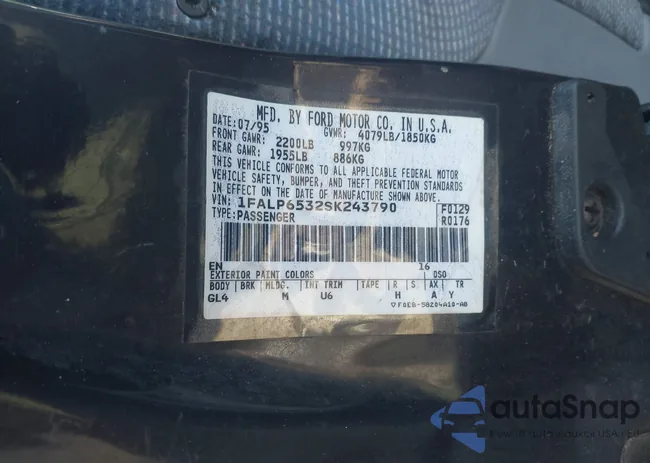 MFD. BY FORD MOTOR CO. IN U.S.A.
DATE: 07/95 GVWR: 4079LB/1850KG
FRONT GAWR: 2200LB 997KG
REAR GAWR: 1955LB 886KG
THIS VEHICLE CONFORMS TO ALL APPLICABLE FEDERAL MOTOR
VEHICLE SAFETY, BUMPER, AND THEFT PREVENTION STANDARDS
IN EFFECT ON THE DATE OF MANUFACTURE SHOWN ABOVE.
VIN: 1FALP6532SK243790 F0129
TYPE: PASSENGER R0176
EN 16
EXTERIOR PAINT COLORS DSO
BODY BRK MLDG. INT TRIM TAPE R S AX TR
GL4 M U6 H A Y
F0EB-58204A10-AB
autoSnap